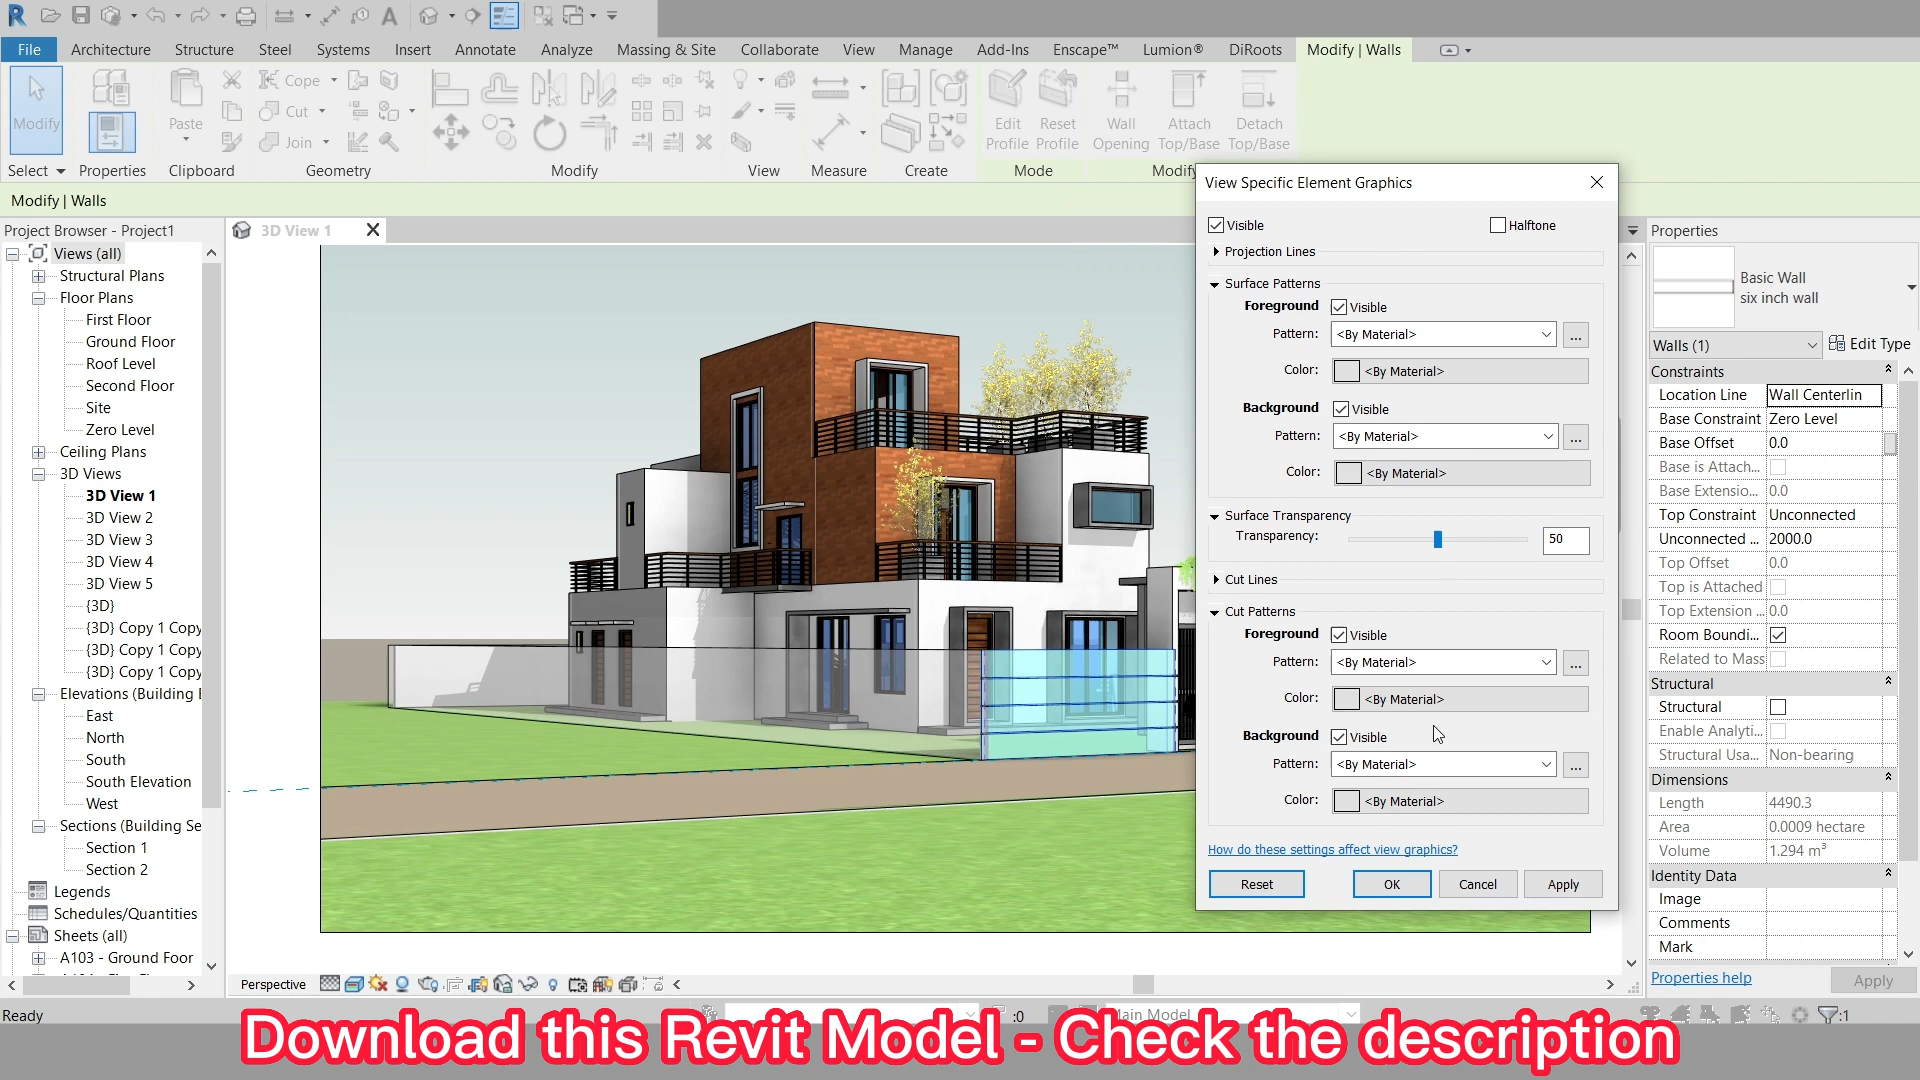 File Architecture Structure Steel Systems Insert Annotate Analyze Massing & Site Collaborate View Manage Add-Ins Enscape™ Lumion® DiRoots Modify | Walls
Modify
Paste
Cope
Cut
Join
Edit Profile
Reset Profile
Wall Opening
Attach Top/Base
Detach Top/Base
Select Properties Clipboard Geometry Modify View Measure Create Mode
Modify | Walls
Project Browser - Project1
Views (all)
Structural Plans
Floor Plans
First Floor
Ground Floor
Roof Level
Second Floor
Site
Zero Level
Ceiling Plans
3D Views
3D View 1
3D View 2
3D View 3
3D View 4
3D View 5
{3D}
{3D} Copy 1 Copy
{3D} Copy 1 Copy
{3D} Copy 1 Copy
Elevations (Building
East
North
South
South Elevation
West
Sections (Building Se
Section 1
Section 2
Legends
Schedules/Quantities
Sheets (all)
A103 - Ground Foor
3D View 1
View Specific Element Graphics
Visible Halftone
Projection Lines
Surface Patterns
Foreground Visible
Pattern: <By Material> ...
Color: <By Material>
Background Visible
Pattern: <By Material> ...
Color: <By Material>
Surface Transparency
Transparency: 50
Cut Lines
Cut Patterns
Foreground Visible
Pattern: <By Material> ...
Color: <By Material>
Background Visible
Pattern: <By Material> ...
Color: <By Material>
How do these settings affect view graphics?
Reset OK Cancel Apply
Properties
Basic Wall
six inch wall
Walls (1) Edit Type
Constraints
Location Line Wall Centerlin
Base Constraint Zero Level
Base Offset 0.0
Base is Attach...
Base Extensio... 0.0
Top Constraint Unconnected
Unconnected ... 2000.0
Top Offset 0.0
Top is Attached
Top Extension ... 0.0
Room Boundi...
Related to Mass
Structural
Structural
Enable Analyti...
Structural Usa... Non-bearing
Dimensions
Length 4490.3
Area 0.0009 hectare
Volume 1.294 m³
Identity Data
Image
Comments
Mark
Properties help Apply
Perspective
Ready :0 Main Model :1
Download this Revit Model - Check the description